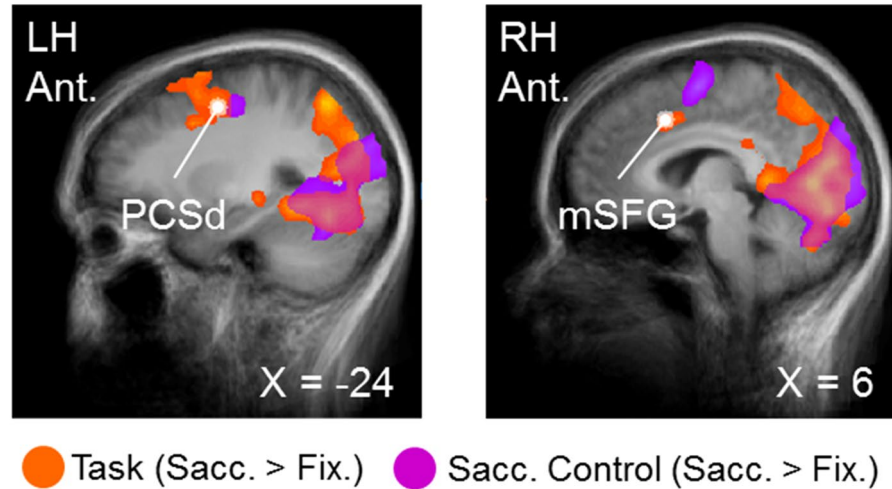 LH
Ant.
PCSd
X = -24
RH
Ant.
mSFG
X = 6
Task (Sacc. > Fix.)
Sacc. Control (Sacc. > Fix.)